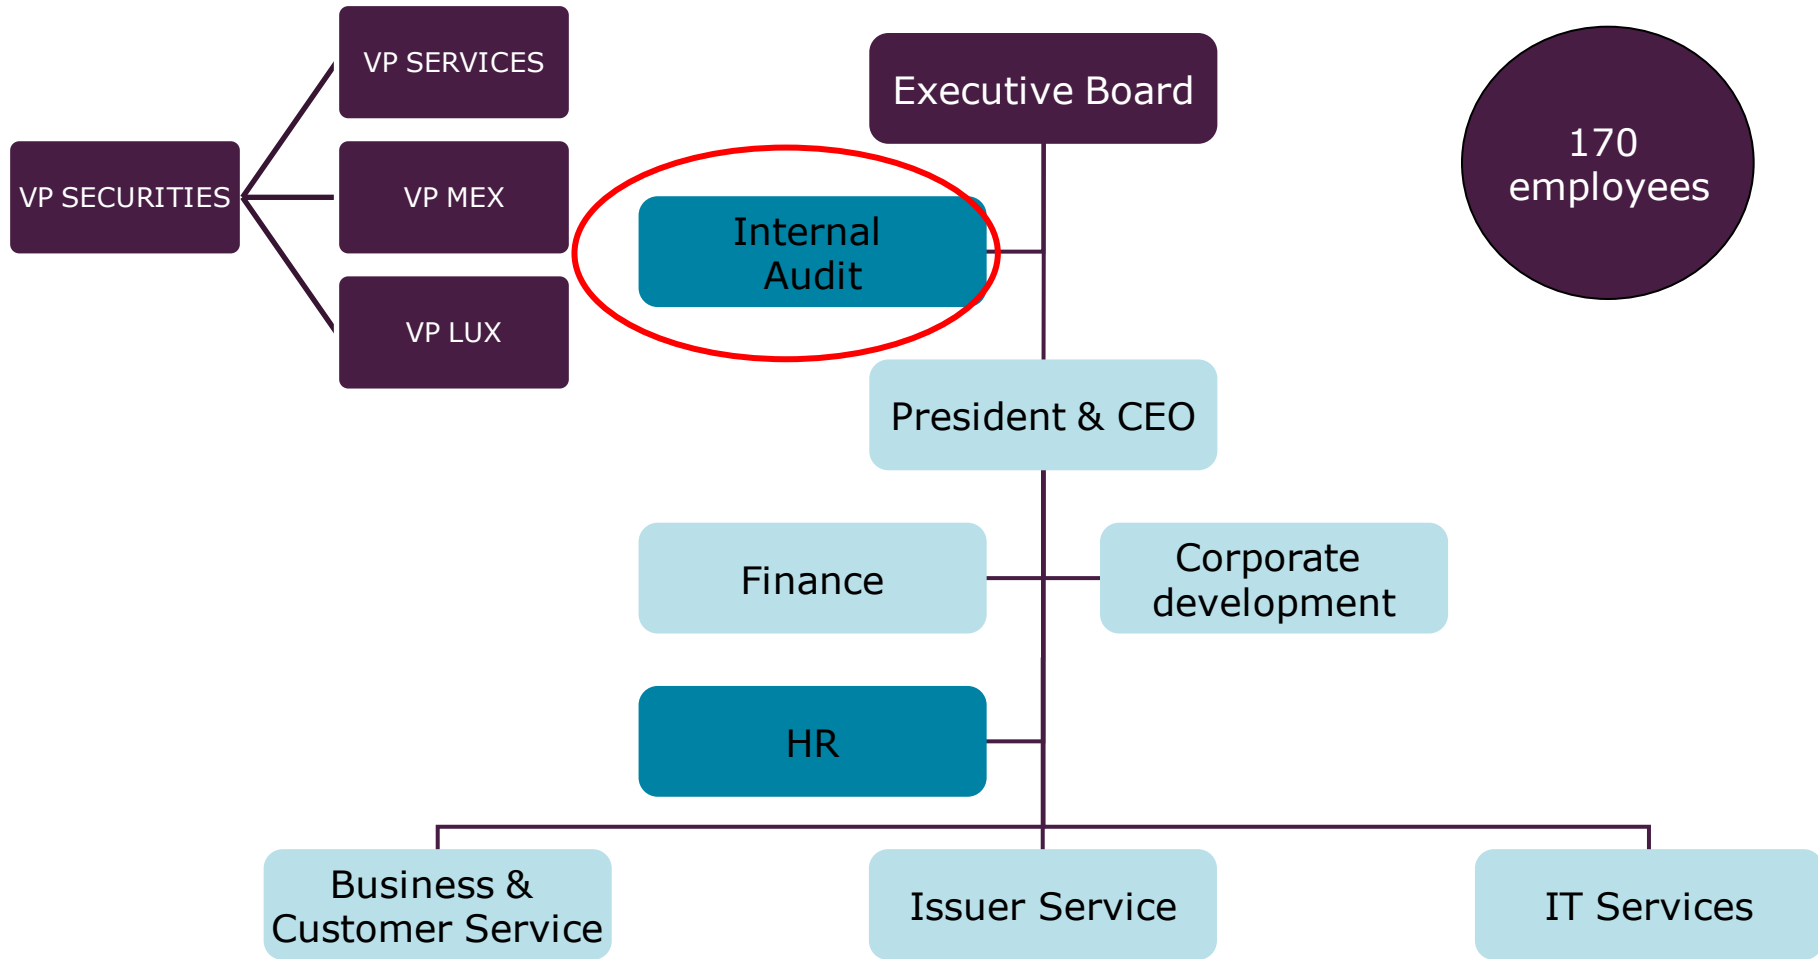 VP SERVICES
VP SECURITIES
VP MEX
VP LUX
Executive Board
170
employees
Internal
Audit
President & CEO
Finance
Corporate
development
HR
Business &
Customer Service
Issuer Service
IT Services